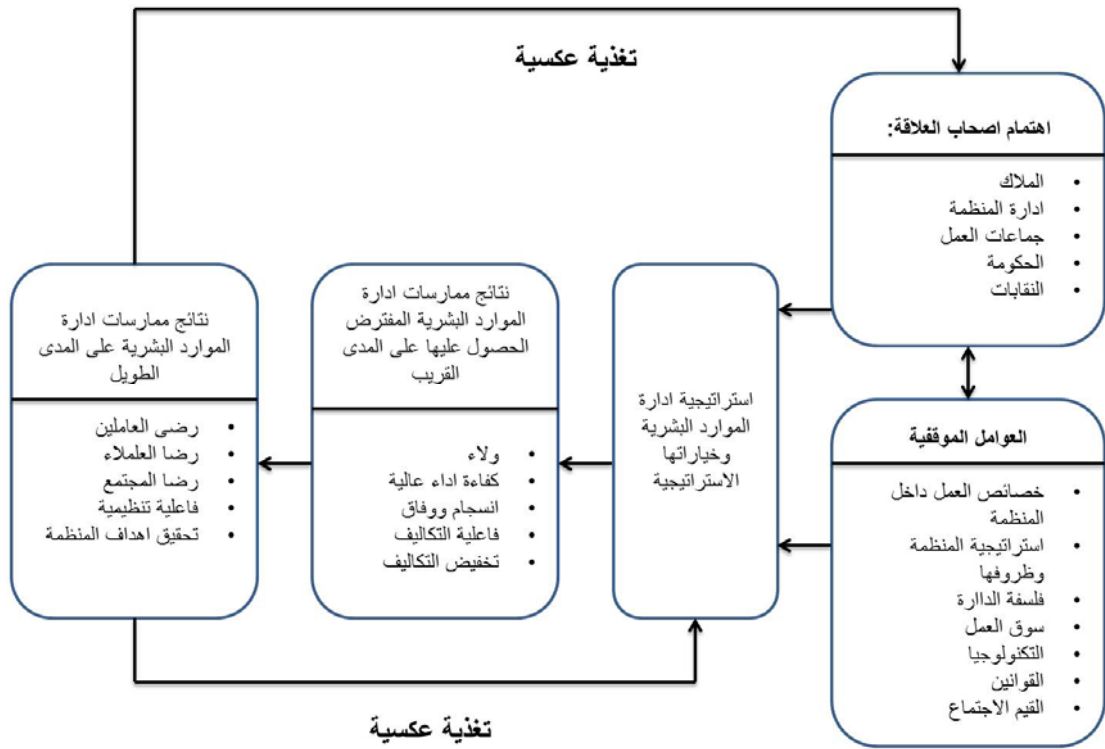 تغذية عكسية
اهتمام اصحاب العلاقة:
• الملاك
• ادارة المنظمة
• جماعات العمل
• الحكومة
• النقابات
العوامل الموقفية
• خصائص العمل داخل
المنظمة
• استراتيجية المنظمة
وظروفها
• فلسفة الداارة
• سوق العمل
• التكنولوجيا
• القوانين
• القيم الاجتماع
استراتيجية ادارة
الموارد البشرية
وخياراتها
الاستراتيجية
نتائج ممارسات ادارة
الموارد البشرية المفترض
الحصول عليها على المدى
القريب
• ولاء
• كفاءة اداء عالية
• انسجام ووفاق
• فاعلية التكاليف
• تخفيض التكاليف
نتائج ممارسات ادارة
الموارد البشرية على المدى
الطويل
• رضى العاملين
• رضا العلملاء
• رضا المجتمع
• فاعلية تنظيمية
• تحقيق اهداف المنظمة
تغذية عكسية